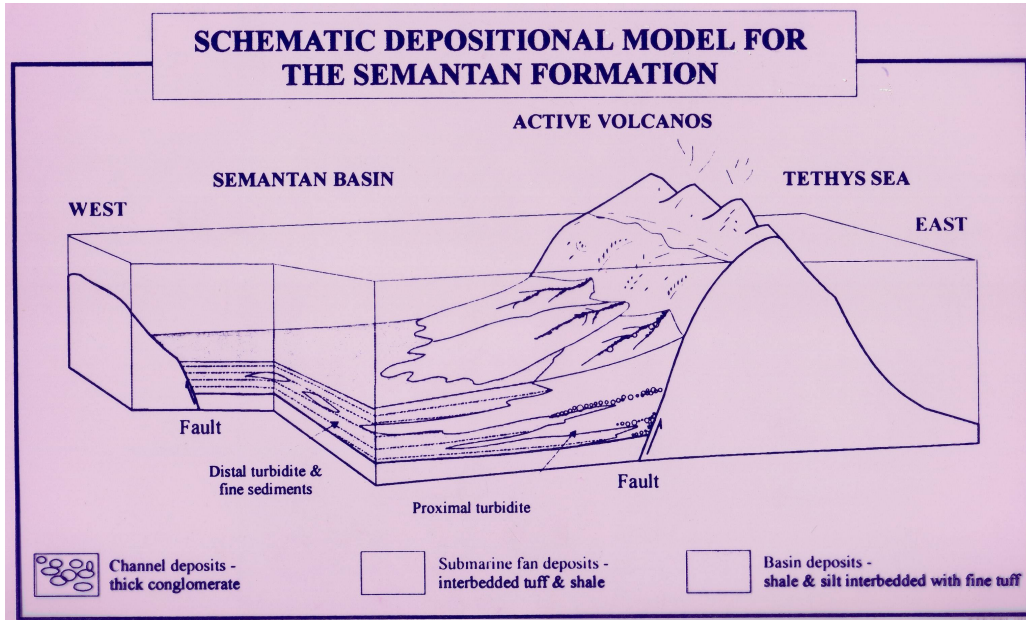 SCHEMATIC DEPOSITIONAL MODEL FOR
THE SEMANTAN FORMATION
ACTIVE VOLCANOS
SEMANTAN BASIN
TETHYS SEA
WEST
EAST
Fault
Distal turbidite &
fine sediments
Proximal turbidite
Fault
Channel deposits -
thick conglomerate
Submarine fan deposits -
interbedded tuff & shale
Basin deposits -
shale & silt interbedded with fine tuff